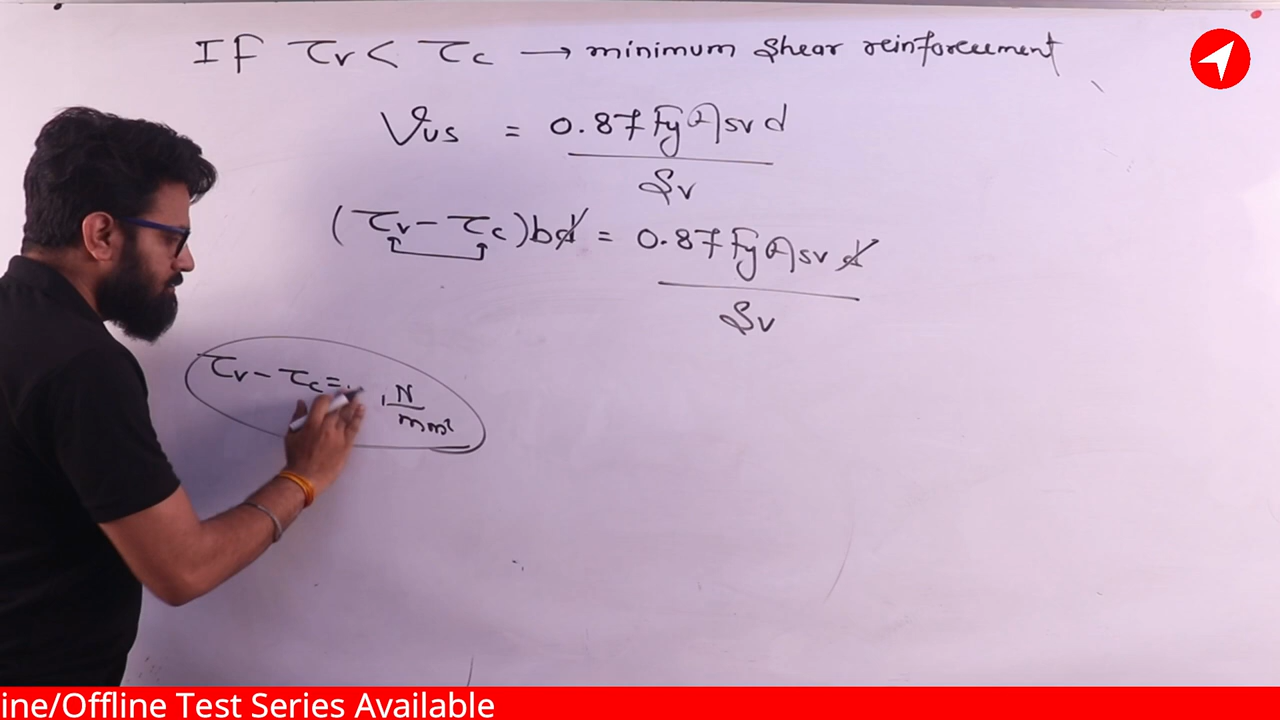 If τv < τc → minimum shear reinforcement
Vus = 0.87 Fy Asv d
Sv
(τv - τc) bd = 0.87 Fy Asv d
Sv
τv - τc = N
mm²
ine/Offline Test Series Available